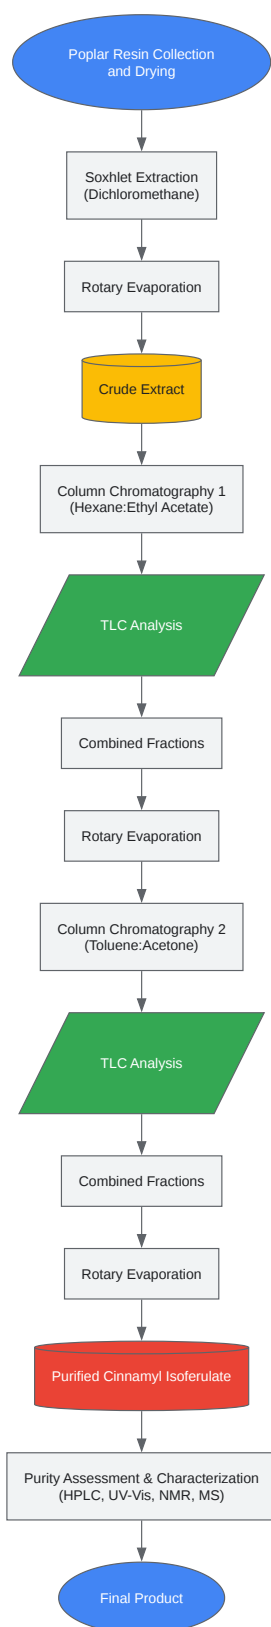 Poplar Resin Collection
and Drying
Soxhlet Extraction
(Dichloromethane)
Rotary Evaporation
Crude Extract
Column Chromatography 1
(Hexane:Ethyl Acetate)
TLC Analysis
Combined Fractions
Rotary Evaporation
Column Chromatography 2
(Toluene:Acetone)
TLC Analysis
Combined Fractions
Rotary Evaporation
Purified Cinnamyl Isoferulate
Purity Assessment & Characterization
(HPLC, UV-Vis, NMR, MS)
Final Product